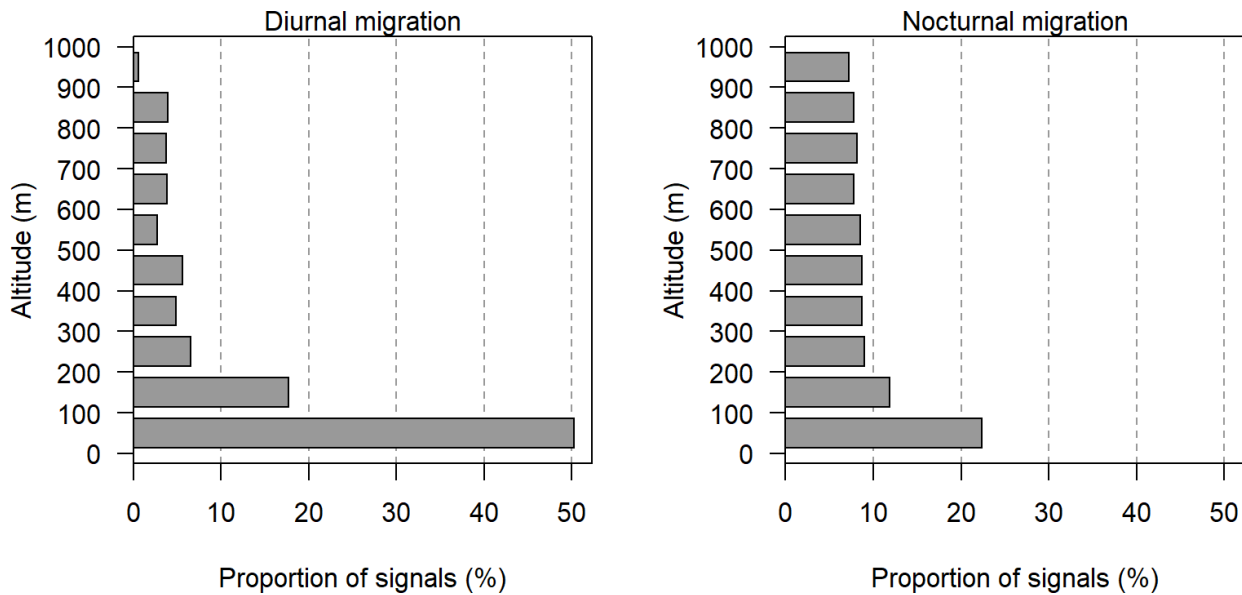 Diurnal migration
1000
900
800
700
600
500
400
300
200
100
0
Altitude (m)
0 10 20 30 40 50
Proportion of signals (%)
Nocturnal migration
1000
900
800
700
600
500
400
300
200
100
0
Altitude (m)
0 10 20 30 40 50
Proportion of signals (%)